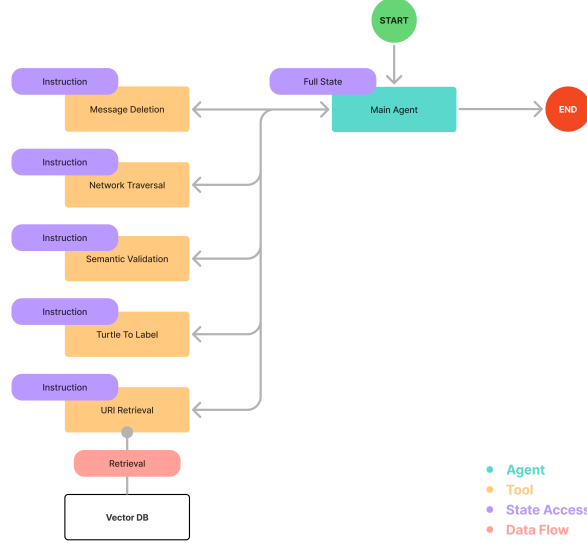 START
Instruction
Full State
Message Deletion
Main Agent
END
Instruction
Network Traversal
Instruction
Semantic Validation
Instruction
Turtle To Label
Instruction
URI Retrieval
Retrieval
Vector DB
Agent
Tool
State Access
Data Flow